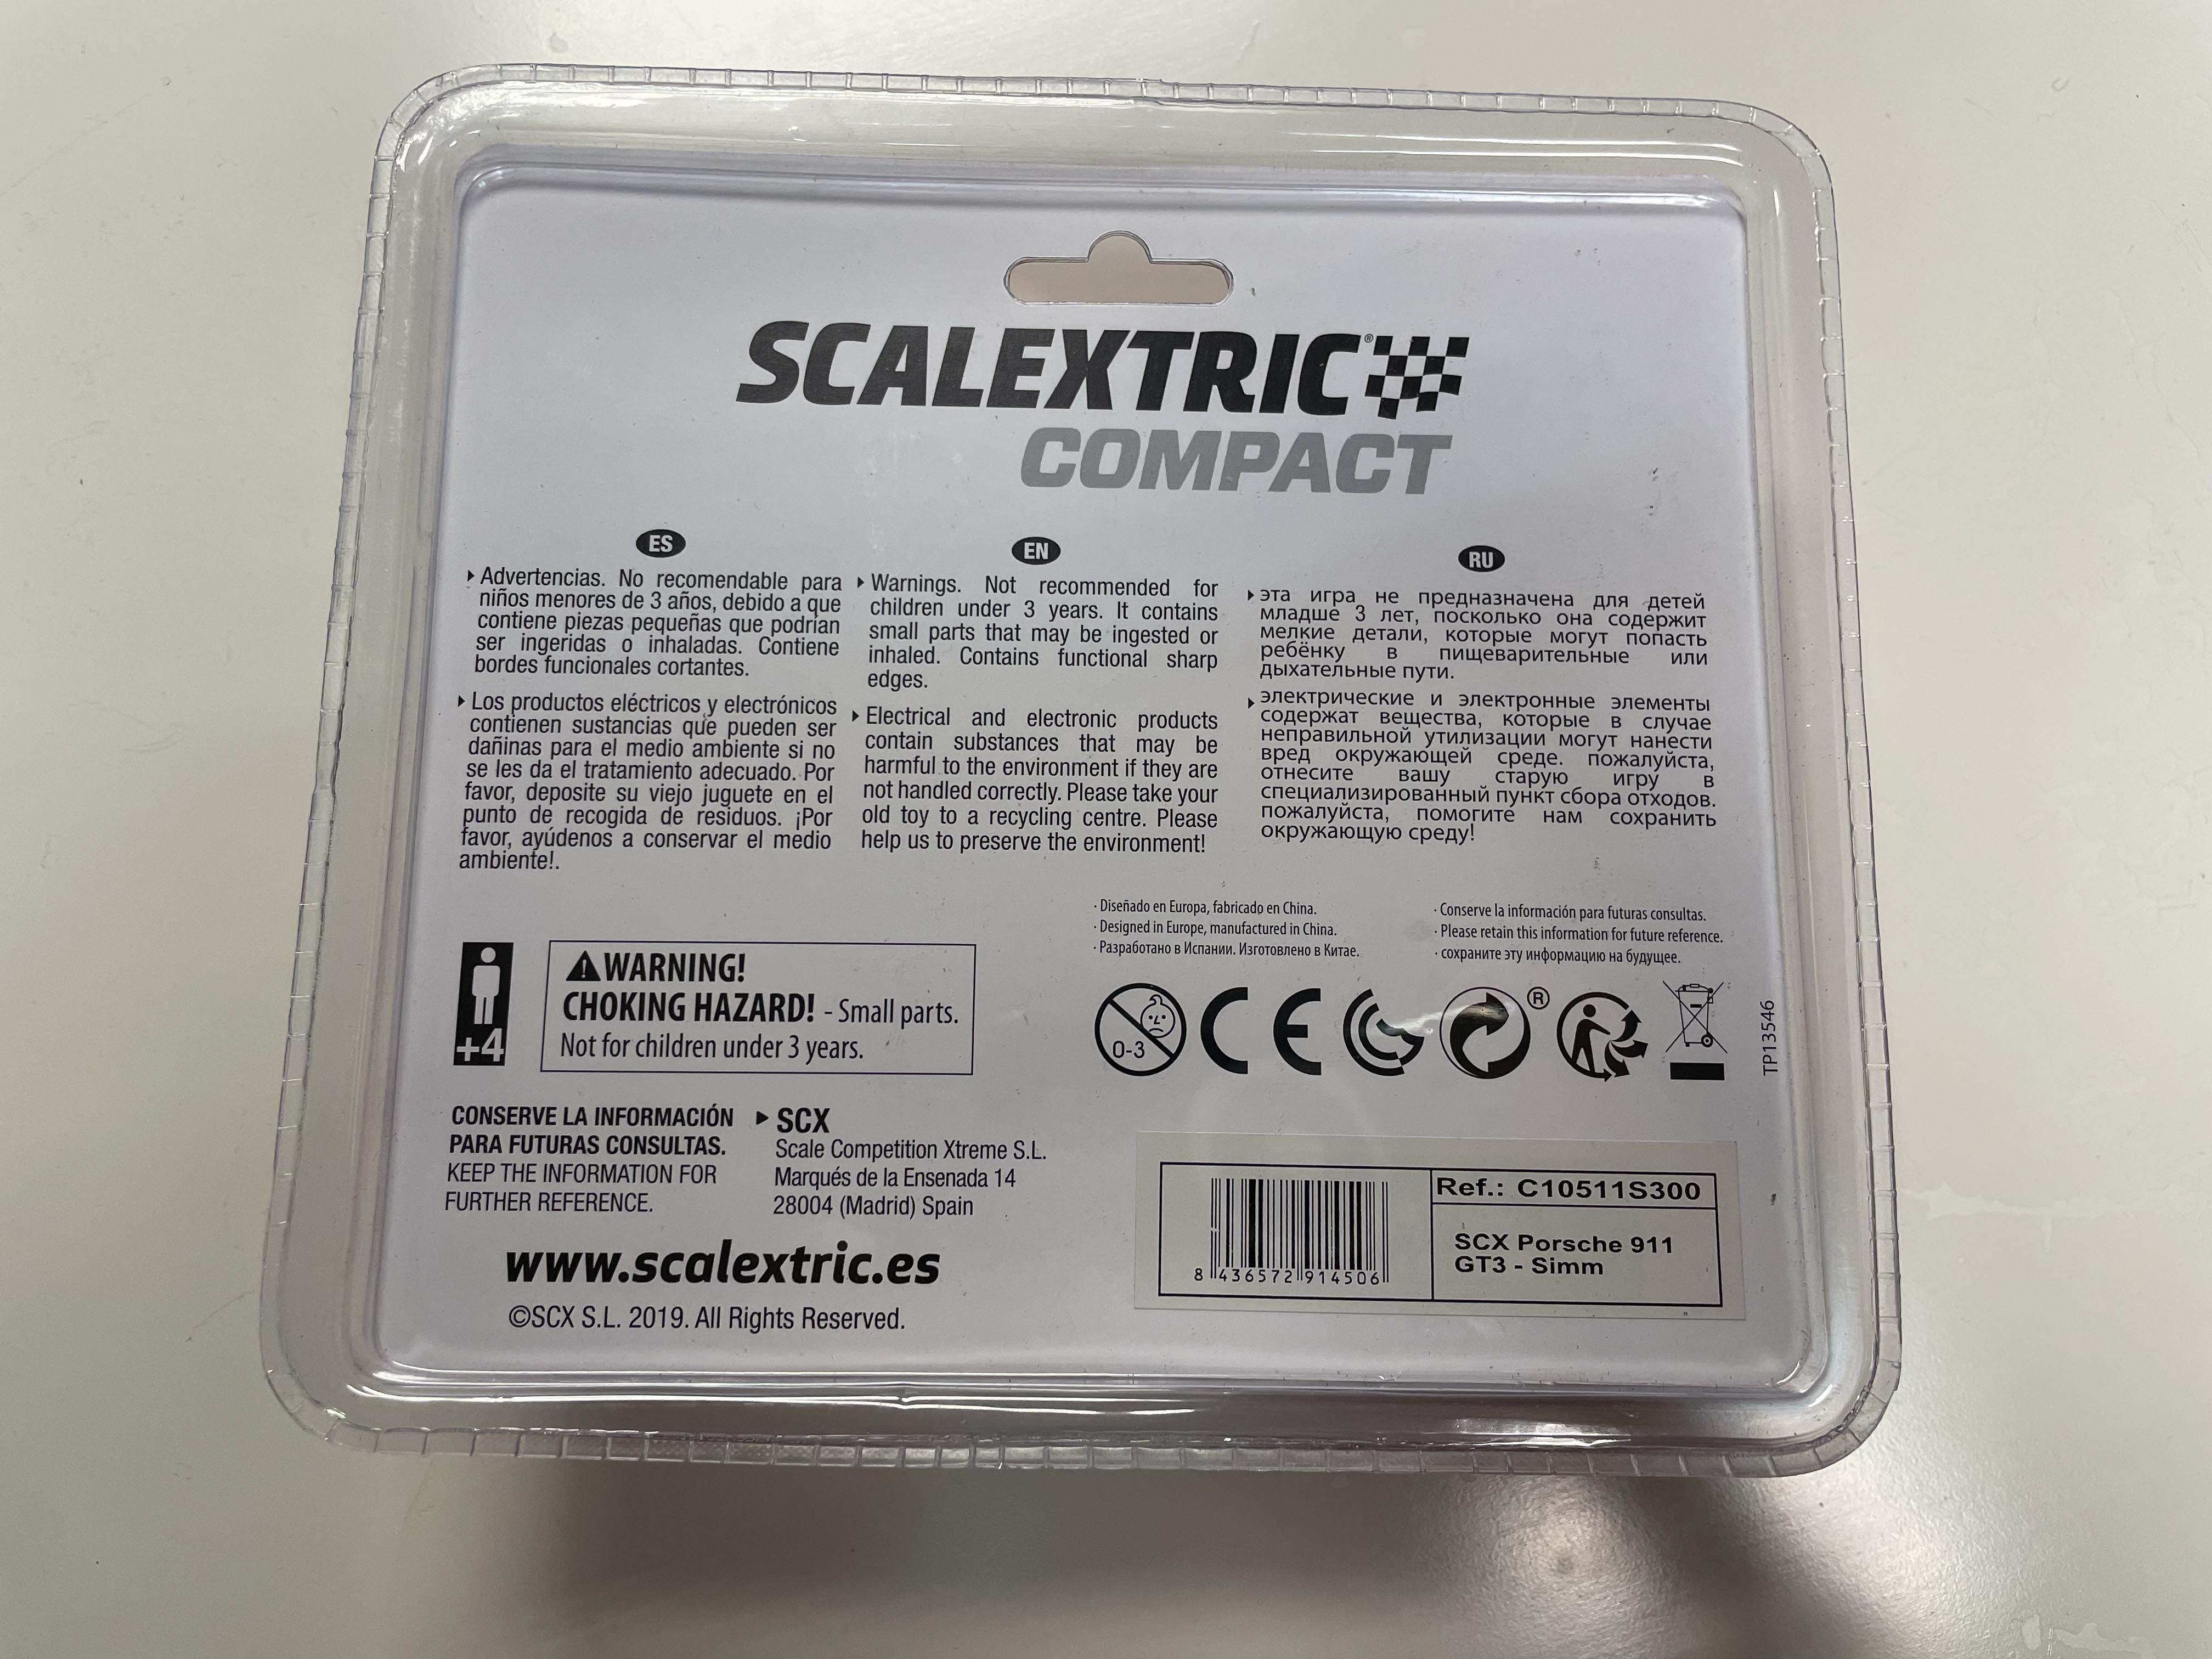 SCALEXTRIC®
COMPACT
ES
Advertencias. No recomendable para
niños menores de 3 años, debido a que
contiene piezas pequeñas que podrían
ser ingeridas o inhaladas. Contiene
bordes funcionales cortantes.
Los productos eléctricos y electrónicos
contienen sustancias que pueden ser
dañinas para el medio ambiente si no
se les da el tratamiento adecuado. Por
favor, deposite su viejo juguete en el
punto de recogida de residuos. ¡Por
favor, ayúdenos a conservar el medio
ambiente!.
EN
Warnings. Not recommended for
children under 3 years. It contains
small parts that may be ingested or
inhaled. Contains functional sharp
edges.
Electrical and electronic products
contain substances that may be
harmful to the environment if they are
not handled correctly. Please take your
old toy to a recycling centre. Please
help us to preserve the environment!
RU
эта игра не предназначена для детей
младше 3 лет, поскольку она содержит
мелкие детали, которые могут попасть
ребёнку в пищеварительные или
дыхательные пути.
электрические и электронные элементы
содержат вещества, которые в случае
неправильной утилизации могут нанести
вред окружающей среде. пожалуйста,
отнесите вашу старую игру в
специализированный пункт сбора отходов.
пожалуйста, помогите нам сохранить
окружающую среду!
· Diseñado en Europa, fabricado en China.
· Designed in Europe, manufactured in China.
· Разработано в Испании. Изготовлено в Китае.
· Conserve la información para futuras consultas.
· Please retain this information for future reference.
· сохраните эту информацию на будущее.
+4
WARNING!
CHOKING HAZARD! - Small parts.
Not for children under 3 years.
0-3
CE
®
TP13546
CONSERVE LA INFORMACIÓN
PARA FUTURAS CONSULTAS.
KEEP THE INFORMATION FOR
FURTHER REFERENCE.
SCX
Scale Competition Xtreme S.L.
Marqués de la Ensenada 14
28004 (Madrid) Spain
www.scalextric.es
©SCX S.L. 2019. All Rights Reserved.
8 436572 914506
Ref.: C10511S300
SCX Porsche 911
GT3 - Simm